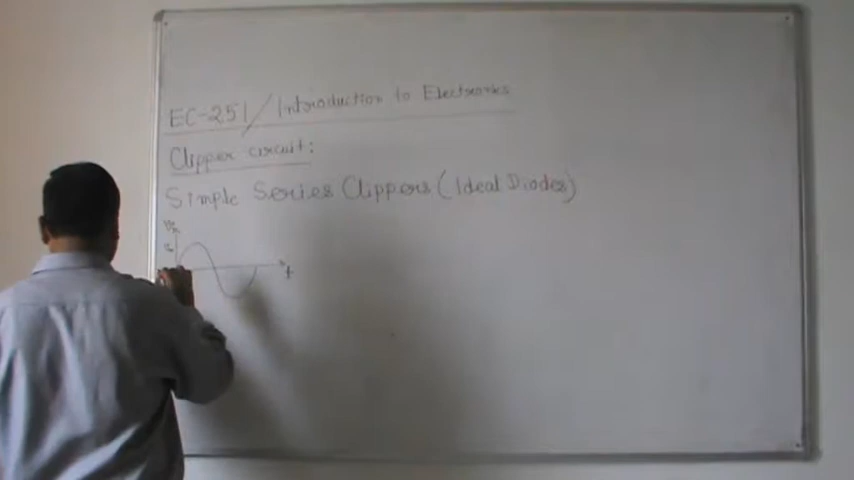 EC-251/Introduction to Electronics
Clipper circuit:
Simple Series Clippers (Ideal Diodes)
t